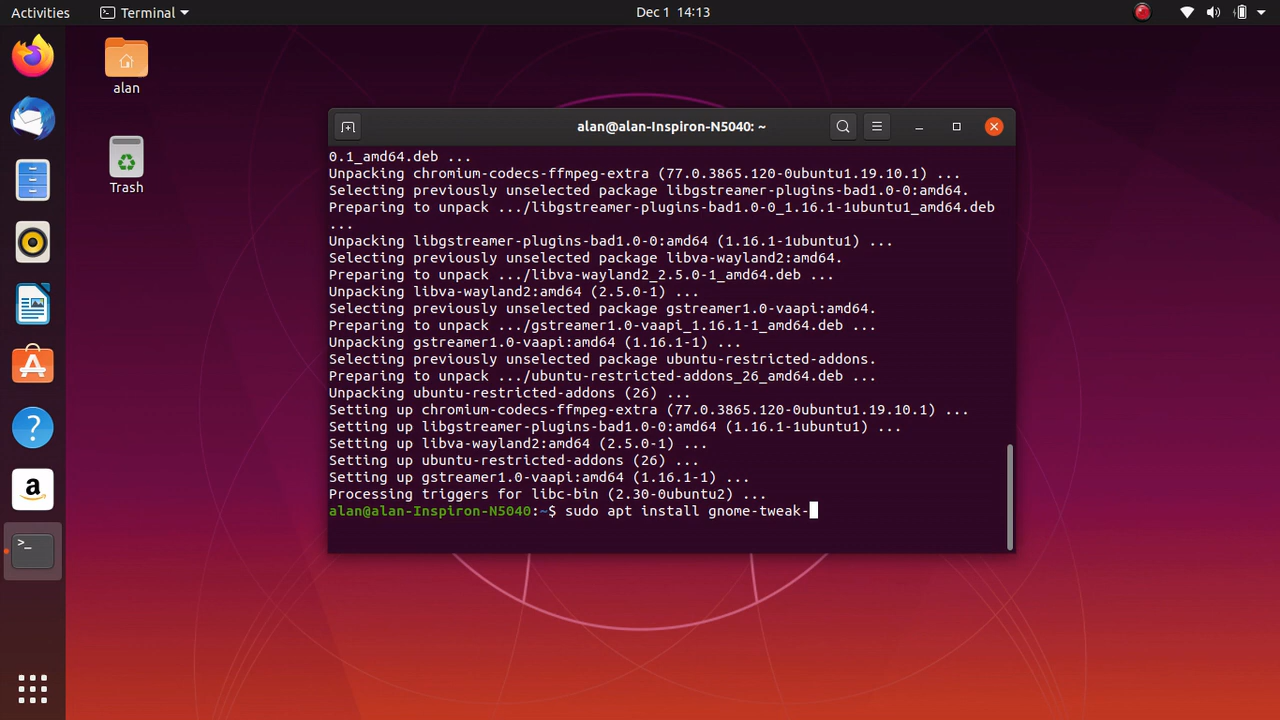 Activities
Terminal
Dec 1 14:13
alan
Trash
alan@alan-Inspiron-N5040: ~
0.1_amd64.deb ...
Unpacking chromium-codecs-ffmpeg-extra (77.0.3865.120-0ubuntu1.19.10.1) ...
Selecting previously unselected package libgstreamer-plugins-bad1.0-0:amd64.
Preparing to unpack .../libgstreamer-plugins-bad1.0-0_1.16.1-1ubuntu1_amd64.deb
...
Unpacking libgstreamer-plugins-bad1.0-0:amd64 (1.16.1-1ubuntu1) ...
Selecting previously unselected package libva-wayland2:amd64.
Preparing to unpack .../libva-wayland2_2.5.0-1_amd64.deb ...
Unpacking libva-wayland2:amd64 (2.5.0-1) ...
Selecting previously unselected package gstreamer1.0-vaapi:amd64.
Preparing to unpack .../gstreamer1.0-vaapi_1.16.1-1_amd64.deb ...
Unpacking gstreamer1.0-vaapi:amd64 (1.16.1-1) ...
Selecting previously unselected package ubuntu-restricted-addons.
Preparing to unpack .../ubuntu-restricted-addons_26_amd64.deb ...
Unpacking ubuntu-restricted-addons (26) ...
Setting up chromium-codecs-ffmpeg-extra (77.0.3865.120-0ubuntu1.19.10.1) ...
Setting up libgstreamer-plugins-bad1.0-0:amd64 (1.16.1-1ubuntu1) ...
Setting up libva-wayland2:amd64 (2.5.0-1) ...
Setting up ubuntu-restricted-addons (26) ...
Setting up gstreamer1.0-vaapi:amd64 (1.16.1-1) ...
Processing triggers for libc-bin (2.30-0ubuntu2) ...
alan@alan-Inspiron-N5040:~$ sudo apt install gnome-tweak-